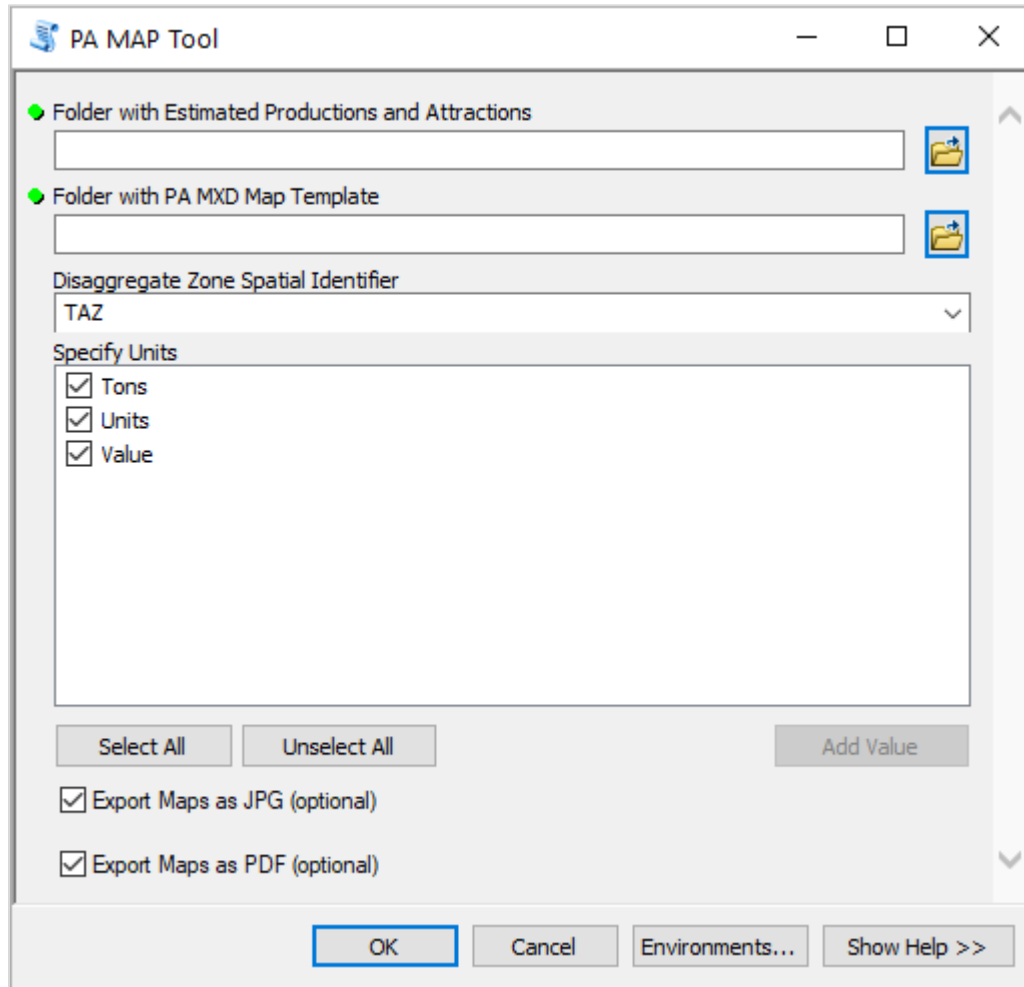 PA MAP Tool
Folder with Estimated Productions and Attractions
Folder with PA MXD Map Template
Disaggregate Zone Spatial Identifier
TAZ
Specify Units
Tons
Units
Value
Select All Unselect All Add Value
Export Maps as JPG (optional)
Export Maps as PDF (optional)
OK Cancel Environments... Show Help >>